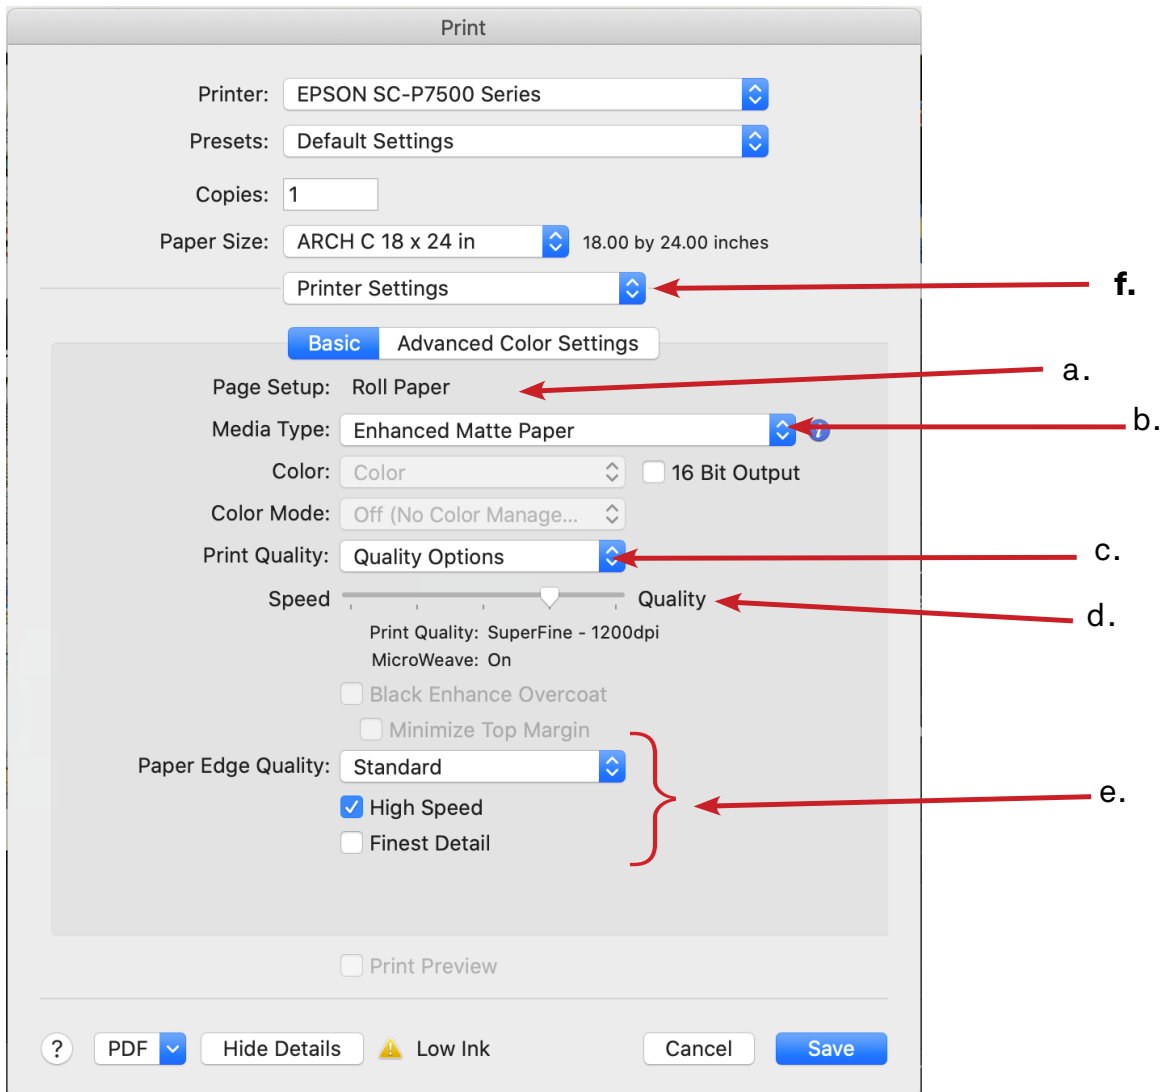 Print
Printer: EPSON SC-P7500 Series
Presets: Default Settings
Copies: 1
Paper Size: ARCH C 18 x 24 in 18.00 by 24.00 inches
Printer Settings f.
Basic Advanced Color Settings
Page Setup: Roll Paper a.
Media Type: Enhanced Matte Paper i b.
Color: Color 16 Bit Output
Color Mode: Off (No Color Manage...
Print Quality: Quality Options c.
Speed Quality d.
Print Quality: SuperFine - 1200dpi
MicroWeave: On
Black Enhance Overcoat
Minimize Top Margin
Paper Edge Quality: Standard
High Speed e.
Finest Detail
Print Preview
? PDF Hide Details Low Ink Cancel Save